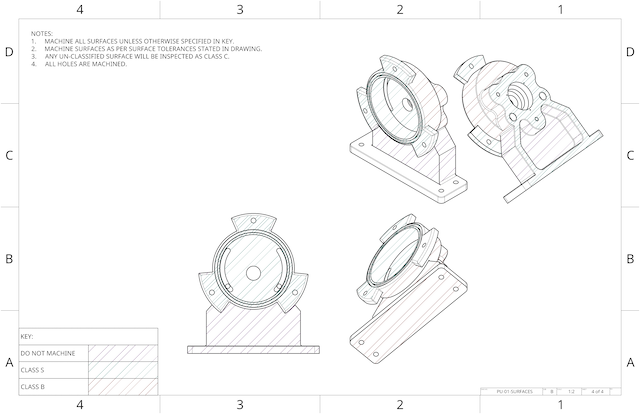 4 3 2 1
D D
NOTES:
1. MACHINE ALL SURFACES UNLESS OTHERWISE SPECIFIED IN KEY.
2. MACHINE SURFACES AS PER SURFACE TOLERANCES STATED IN DRAWING.
3. ANY UN-CLASSIFIED SURFACE WILL BE INSPECTED AS CLASS C.
4. ALL HOLES ARE MACHINED.
C C
B B
A A
KEY:
DO NOT MACHINE
CLASS S
CLASS B
PU 01 SURFACES B 1:2 4 of 4
4 3 2 1